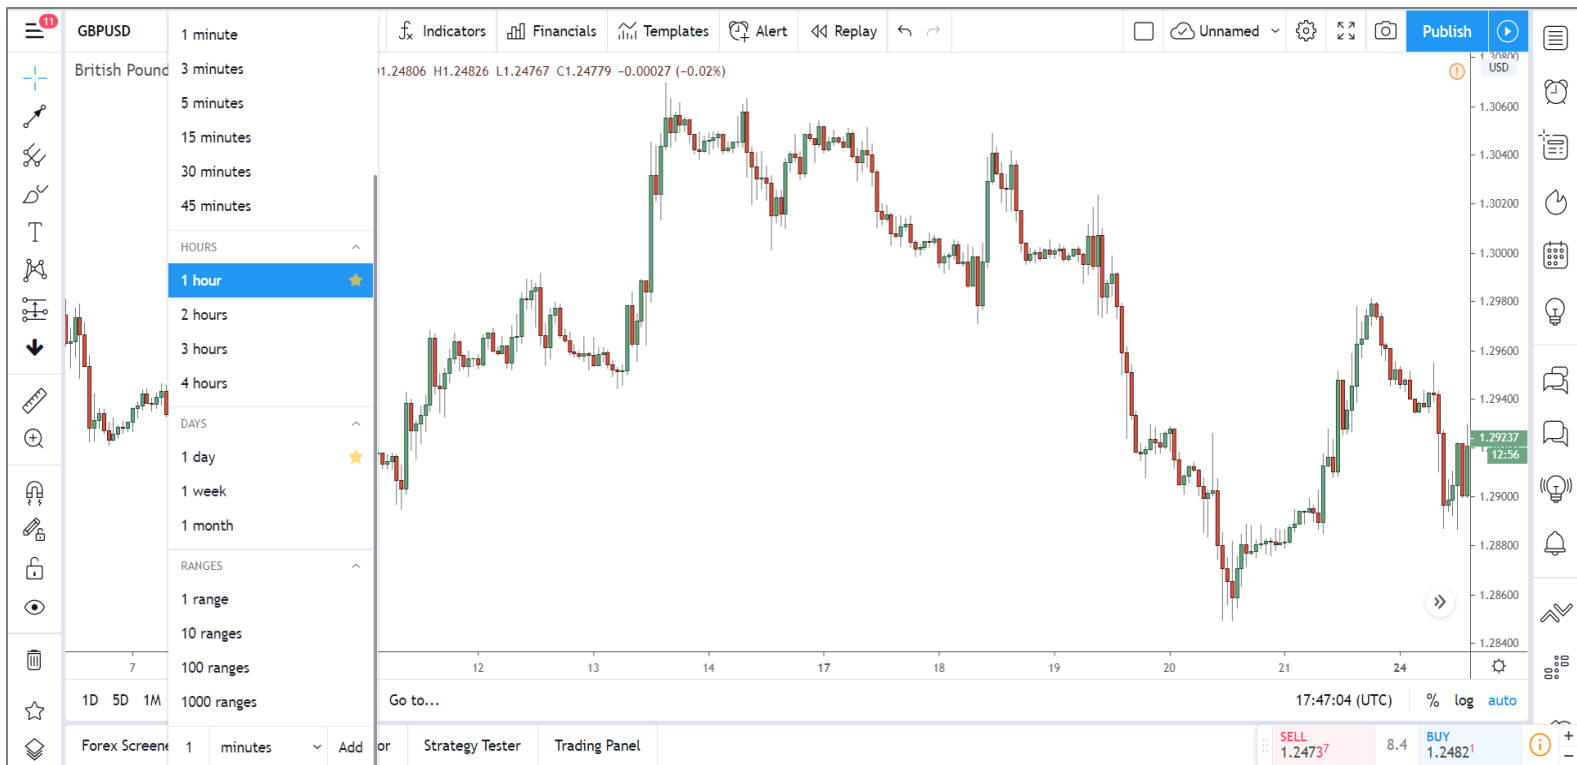 11
GBPUSD
Indicators
Financials
Templates
Alert
Replay
Unnamed
Publish
British Pound
1.24806 H1.24826 L1.24767 C1.24779 −0.00027 (−0.02%)
1 minute
3 minutes
5 minutes
15 minutes
30 minutes
45 minutes
HOURS
1 hour
2 hours
3 hours
4 hours
DAYS
1 day
1 week
1 month
RANGES
1 range
10 ranges
100 ranges
1000 ranges
1 minutes Add
1.30800
USD
1.30600
1.30400
1.30200
1.30000
1.29800
1.29600
1.29400
1.29237
12:56
1.29000
1.28800
1.28600
1.28400
7 12 13 14 17 18 19 20 21 24
1D 5D 1M
Go to...
17:47:04 (UTC) % log auto
Forex Screene
or
Strategy Tester
Trading Panel
SELL
1.24737
8.4
BUY
1.24821